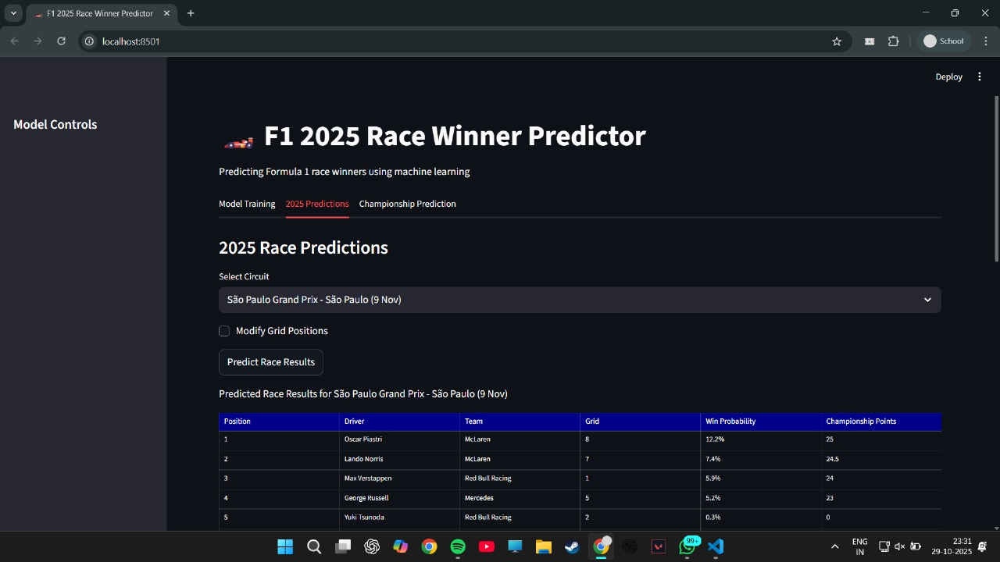 F1 2025 Race Winner Predictor
localhost:8501
School
Deploy
Model Controls
F1 2025 Race Winner Predictor
Predicting Formula 1 race winners using machine learning
Model Training 2025 Predictions Championship Prediction
2025 Race Predictions
Select Circuit
São Paulo Grand Prix - São Paulo (9 Nov)
Modify Grid Positions
Predict Race Results
Predicted Race Results for São Paulo Grand Prix - São Paulo (9 Nov)
Position Driver Team Grid Win Probability Championship Points
1 Oscar Piastri McLaren 8 12.2% 25
2 Lando Norris McLaren 7 7.4% 24.5
3 Max Verstappen Red Bull Racing 1 5.9% 24
4 George Russell Mercedes 5 5.2% 23
5 Yuki Tsunoda Red Bull Racing 2 0.3% 0
99+
ENG
IN
23:31
29-10-2025